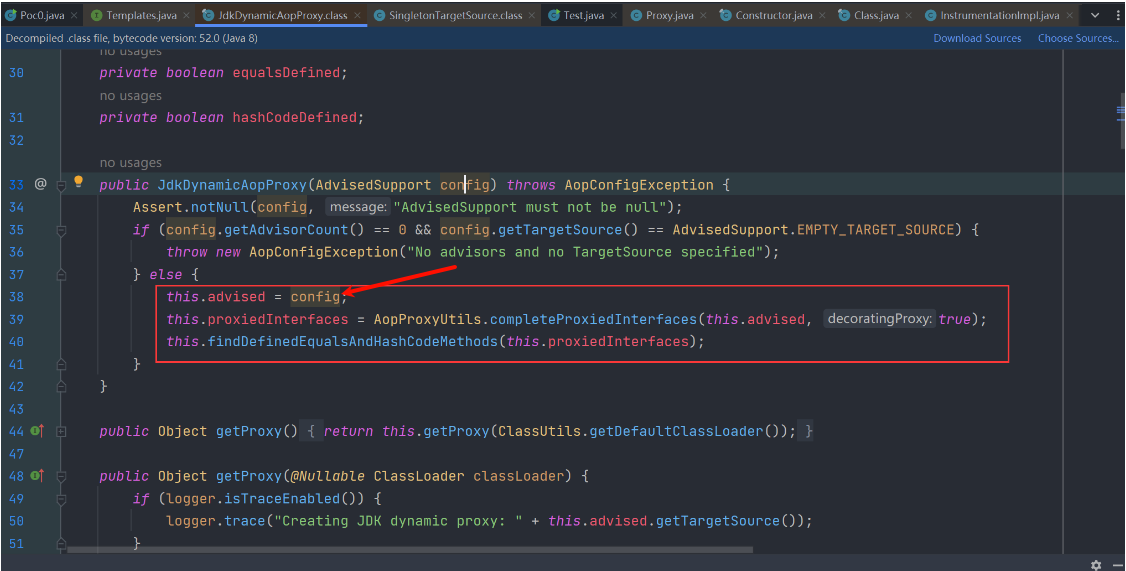 Poc0.java × Templates.java × JdkDynamicAopProxy.class × SingletonTargetSource.class × Test.java × Proxy.java × Constructor.java × Class.java × InstrumentationImpl.java ×
Decompiled .class file, bytecode version: 52.0 (Java 8) Download Sources Choose Sources...
no usages
30 private boolean equalsDefined;
no usages
31 private boolean hashCodeDefined;
32
no usages
33 @ public JdkDynamicAopProxy(AdvisedSupport config) throws AopConfigException {
34 Assert.notNull(config, message: "AdvisedSupport must not be null");
35 if (config.getAdvisorCount() == 0 && config.getTargetSource() == AdvisedSupport.EMPTY_TARGET_SOURCE) {
36 throw new AopConfigException("No advisors and no TargetSource specified");
37 } else {
38 this.advised = config;
39 this.proxiedInterfaces = AopProxyUtils.completeProxiedInterfaces(this.advised, decoratingProxy: true);
40 this.findDefinedEqualsAndHashCodeMethods(this.proxiedInterfaces);
41 }
42 }
43
44 public Object getProxy() { return this.getProxy(ClassUtils.getDefaultClassLoader()); }
47
48 public Object getProxy(@Nullable ClassLoader classLoader) {
49 if (logger.isTraceEnabled()) {
50 logger.trace("Creating JDK dynamic proxy: " + this.advised.getTargetSource());
51 }